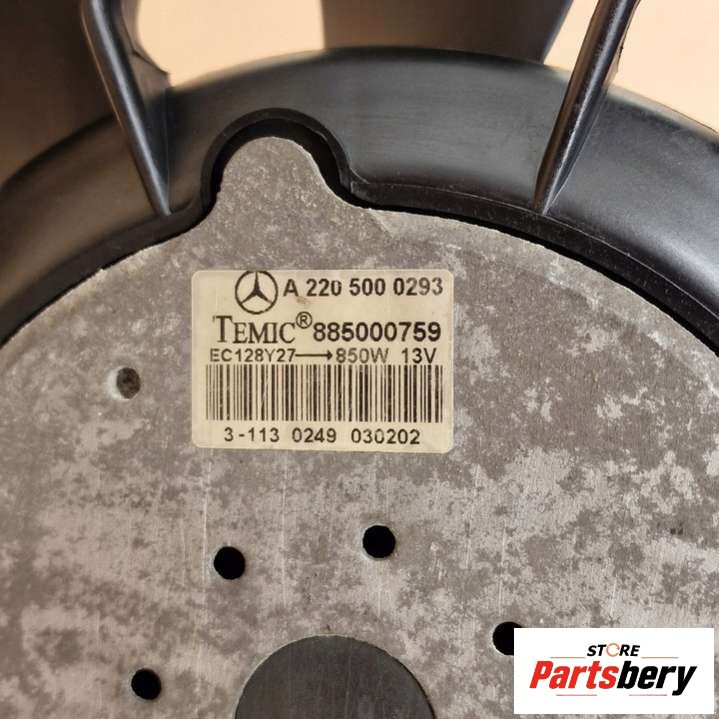 A 220 500 0293
TEMIC® 885000759
EC128Y27→850W 13V
3-113 0249 030202
STORE
Partsbery